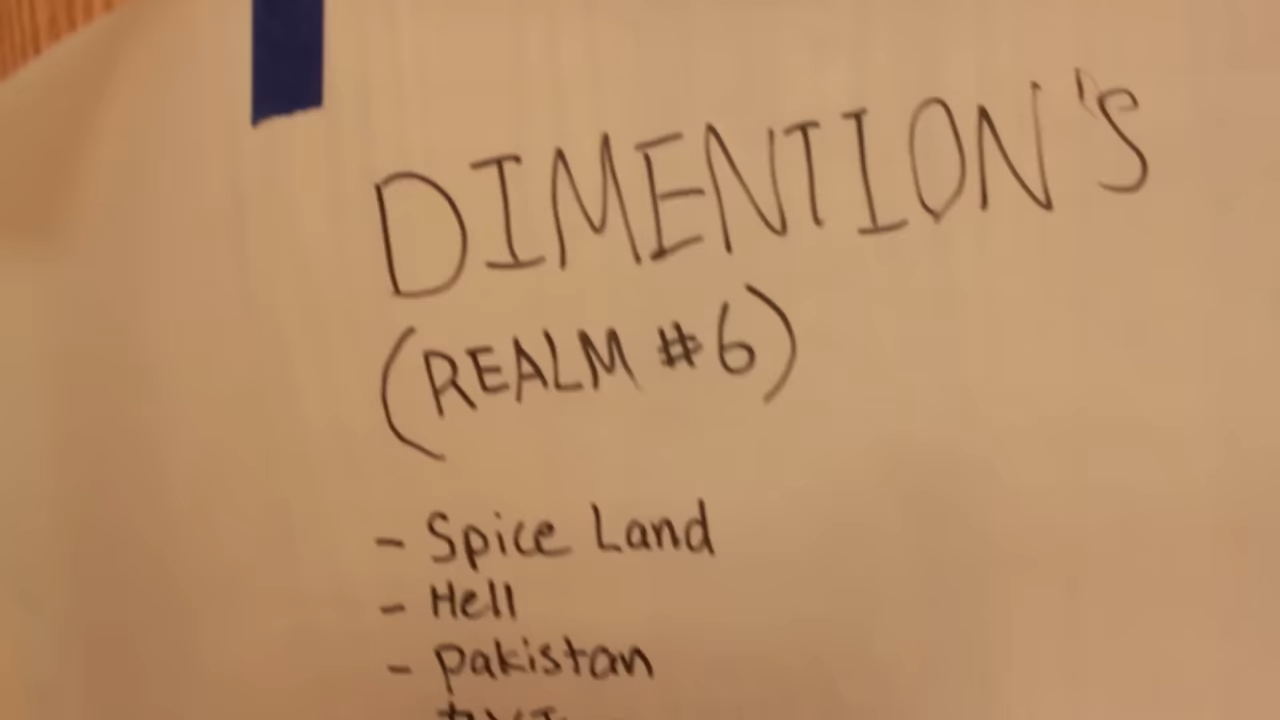 DIMENTION'S
(REALM #6)
- Spice Land
- Hell
- pakistan